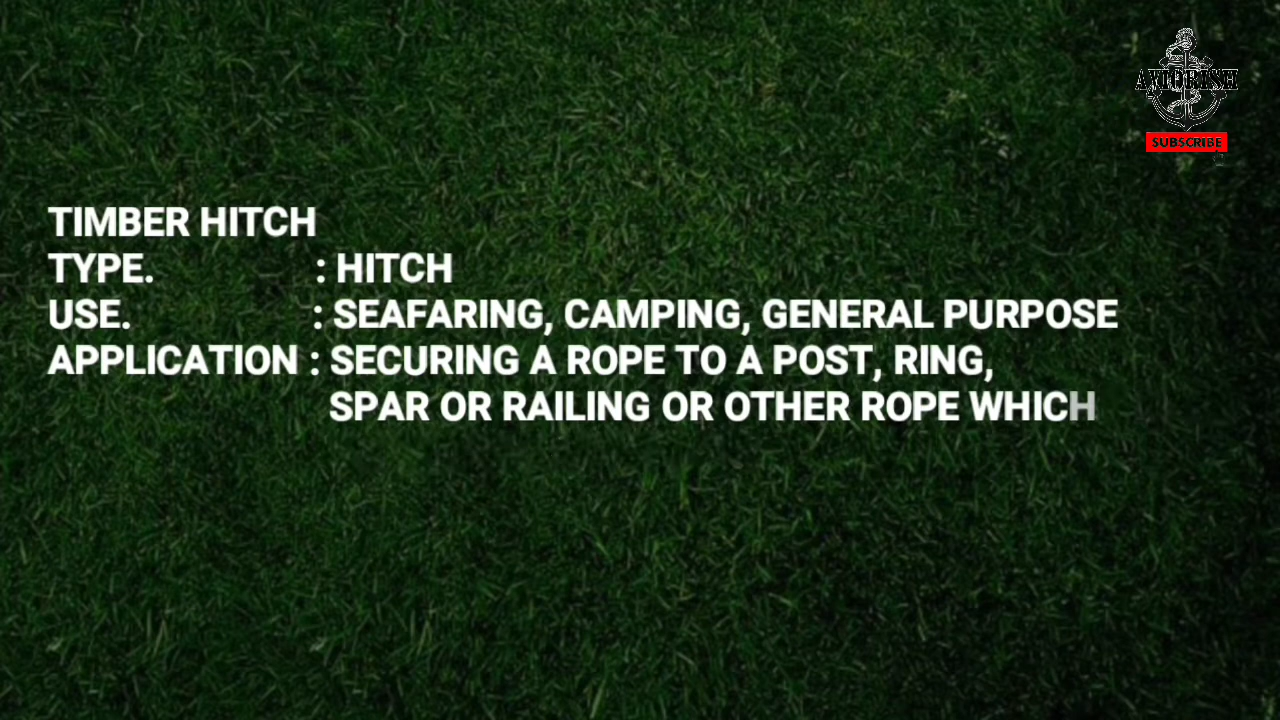 SUBSCRIBE
TIMBER HITCH
TYPE. : HITCH
USE. : SEAFARING, CAMPING, GENERAL PURPOSE
APPLICATION : SECURING A ROPE TO A POST, RING,
SPAR OR RAILING OR OTHER ROPE WHICH